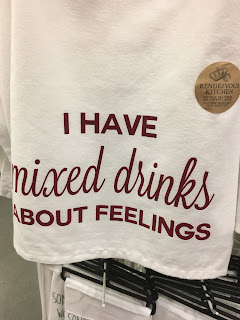 I HAVE
mixed drinks
ABOUT FEELINGS
RENDEZVOUS
KITCHEN